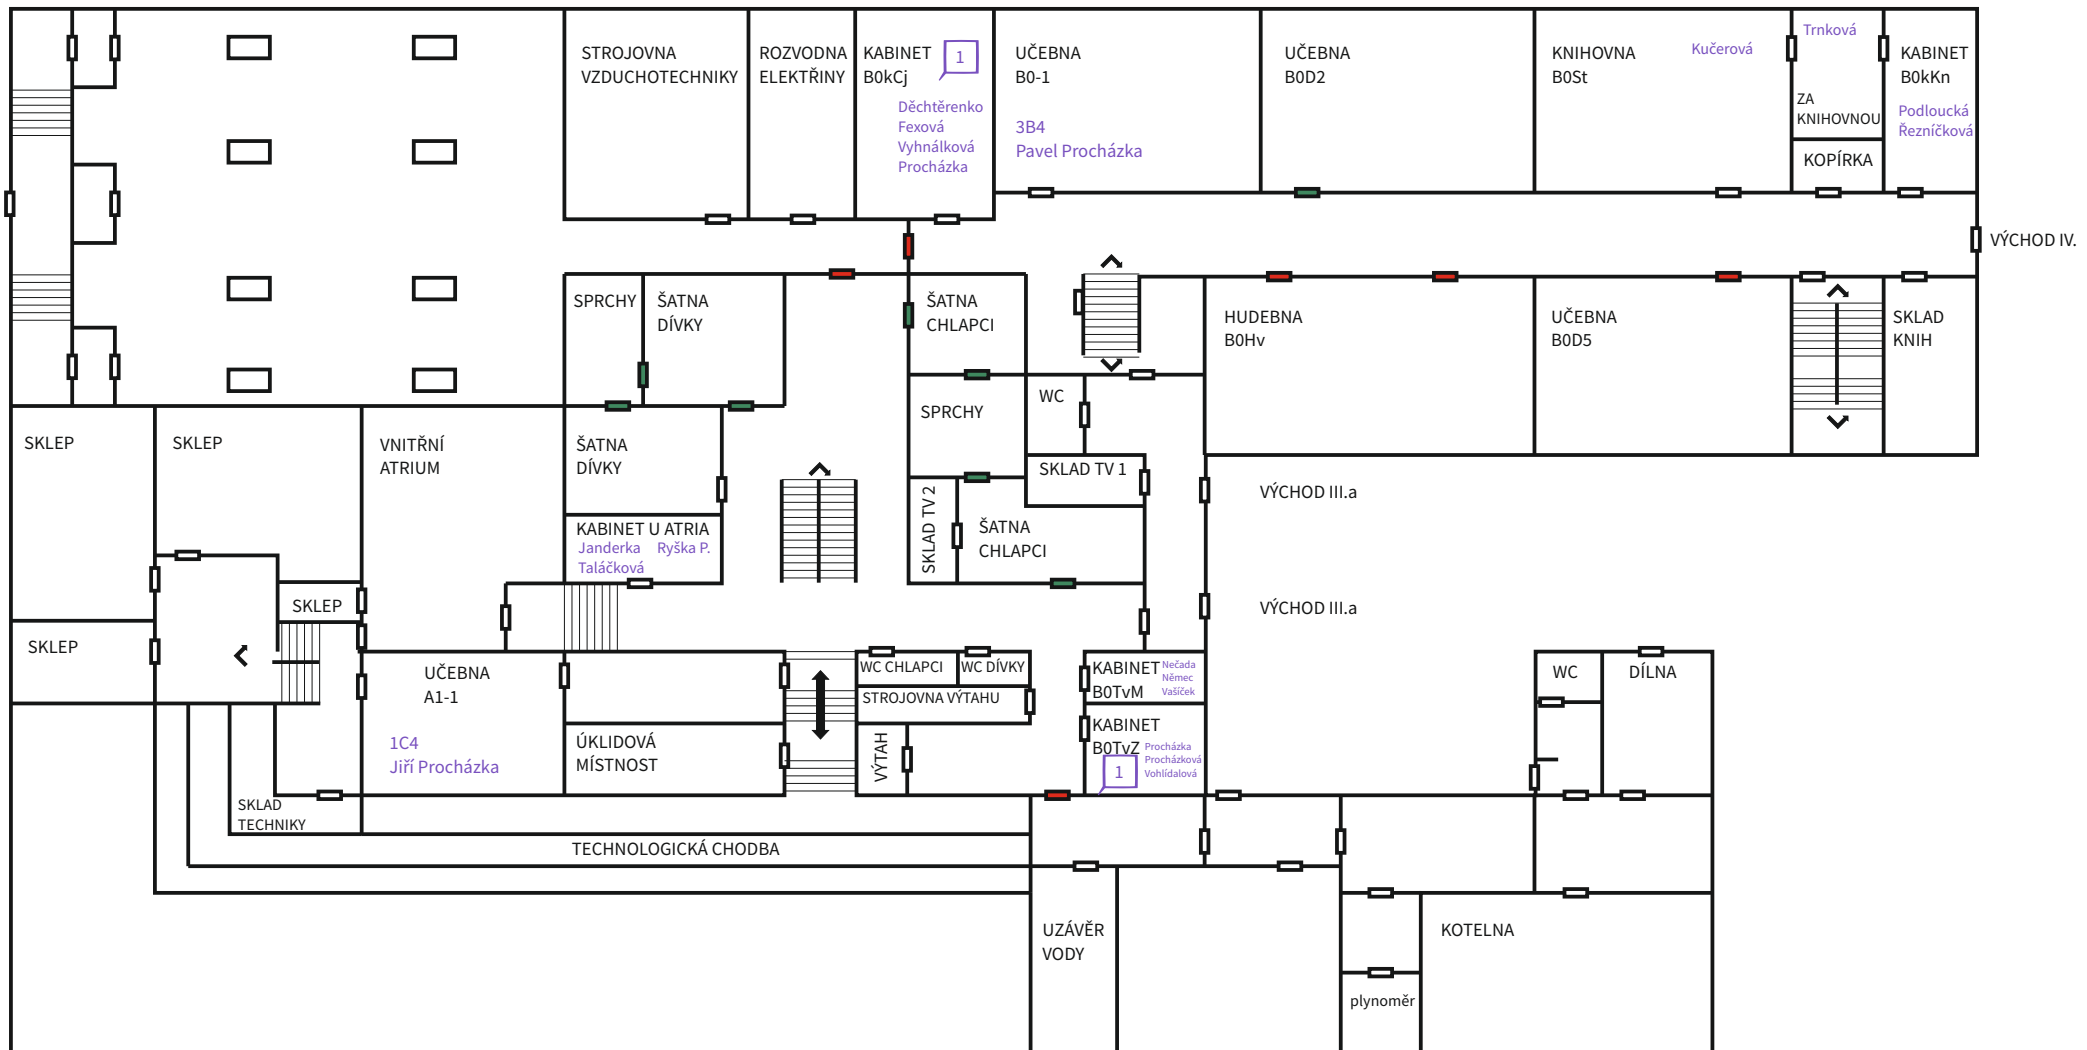 STROJOVNA
VZDUCHOTECHNIKY
ROZVODNA
ELEKTŘINY
KABINET
B0kCj
1
Děchtěrenko
Fexová
Vyhnálková
Procházka
UČEBNA
B0-1
3B4
Pavel Procházka
UČEBNA
B0D2
KNIHOVNA
B0St
Kučerová
Trnková
ZA
KNIHOVNOU
KOPÍRKA
KABINET
B0kKn
Podloucká
Řezníčková
VÝCHOD IV.
SPRCHY
ŠATNA
DÍVKY
ŠATNA
CHLAPCI
HUDEBNA
B0Hv
UČEBNA
B0D5
SKLAD
KNIH
SKLEP
SKLEP
VNITŘNÍ
ATRIUM
ŠATNA
DÍVKY
SPRCHY
WC
SKLAD TV 1
VÝCHOD III.a
KABINET U ATRIA
Janderka Ryška P.
Taláčková
SKLAD TV 2
ŠATNA
CHLAPCI
SKLEP
VÝCHOD III.a
SKLEP
UČEBNA
A1-1
1C4
Jiří Procházka
WC CHLAPCI
WC DÍVKY
STROJOVNA VÝTAHU
KABINET
B0TvM
Nečada
Němec
Vašíček
WC
DÍLNA
ÚKLIDOVÁ
MÍSTNOST
VÝTAH
KABINET
B0TvZ
Procházka
Procházková
Vohlídalová
1
SKLAD
TECHNIKY
TECHNOLOGICKÁ CHODBA
UZÁVĚR
VODY
KOTELNA
plynoměr